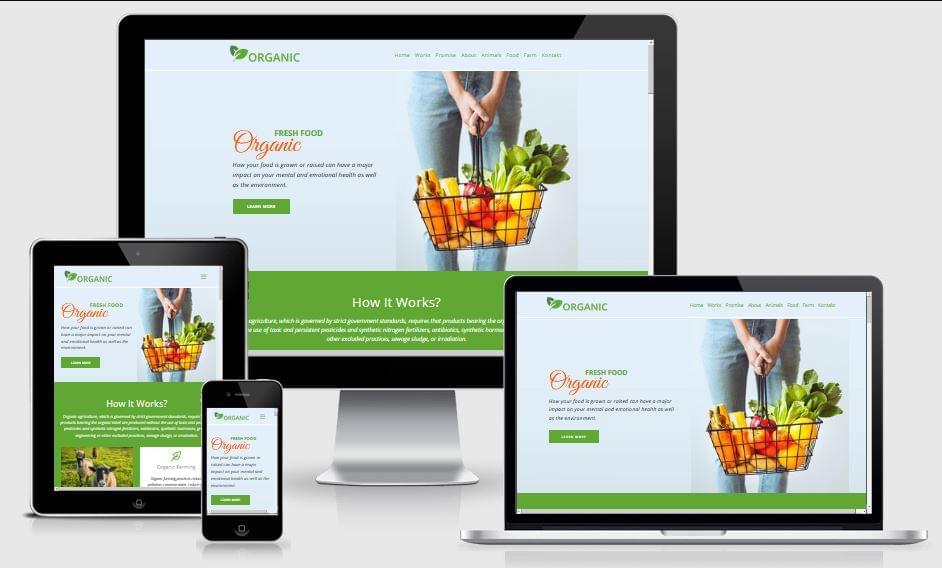 ORGANIC
Home Works Promise About Animals Food Farm Kontakt
FRESH FOOD
Organic
How your food is grown or raised can have a major
impact on your mental and emotional health as well
as the environment.
LEARN MORE
How It Works?
agriculture, which is governed by strict government standards, requires that products bearing the
use of toxic and persistent pesticides and synthetic nitrogen fertilizers, antibiotics, synthetic
other excluded practices, sewage sludge, or irradiation.
ORGANIC
FRESH FOOD
Organic
How your food is grown or raised can
have a major impact on your mental
and emotional health as well as the
environment.
LEARN MORE
How It Works?
Organic agriculture, which is governed by strict government standards, requires
products bearing the organic label are produced without the use of toxic and
pesticides and synthetic nitrogen fertilizers, antibiotics, synthetic
engineering or other excluded practices, sewage sludge, or irradiation.
Organic Farming
Organic farming practices
pollution, conserve water, reduce
ORGANIC
FRESH FOOD
Organic
How your food is
grown or raised can
have a major
impact on your
mental and
emotional health as
well as the
environment.
LEARN MORE
ORGANIC
Home Works Promise About Animals Food Farm Kontakt
FRESH FOOD
Organic
How your food is grown or raised can have a major
impact on your mental and emotional health as well
as the environment.
LEARN MORE